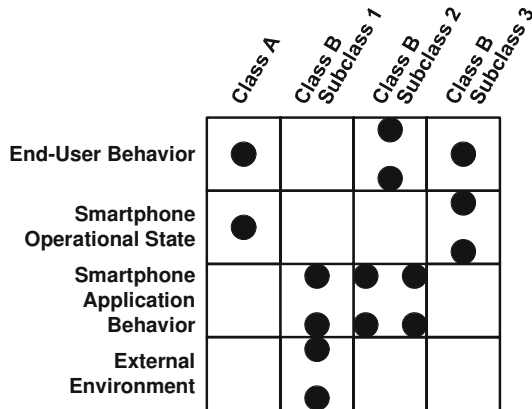 Class A
Class B
Subclass 1
Class B
Subclass 2
Class B
Subclass 3
End-User Behavior
Smartphone
Operational State
Smartphone
Application
Behavior
External
Environment